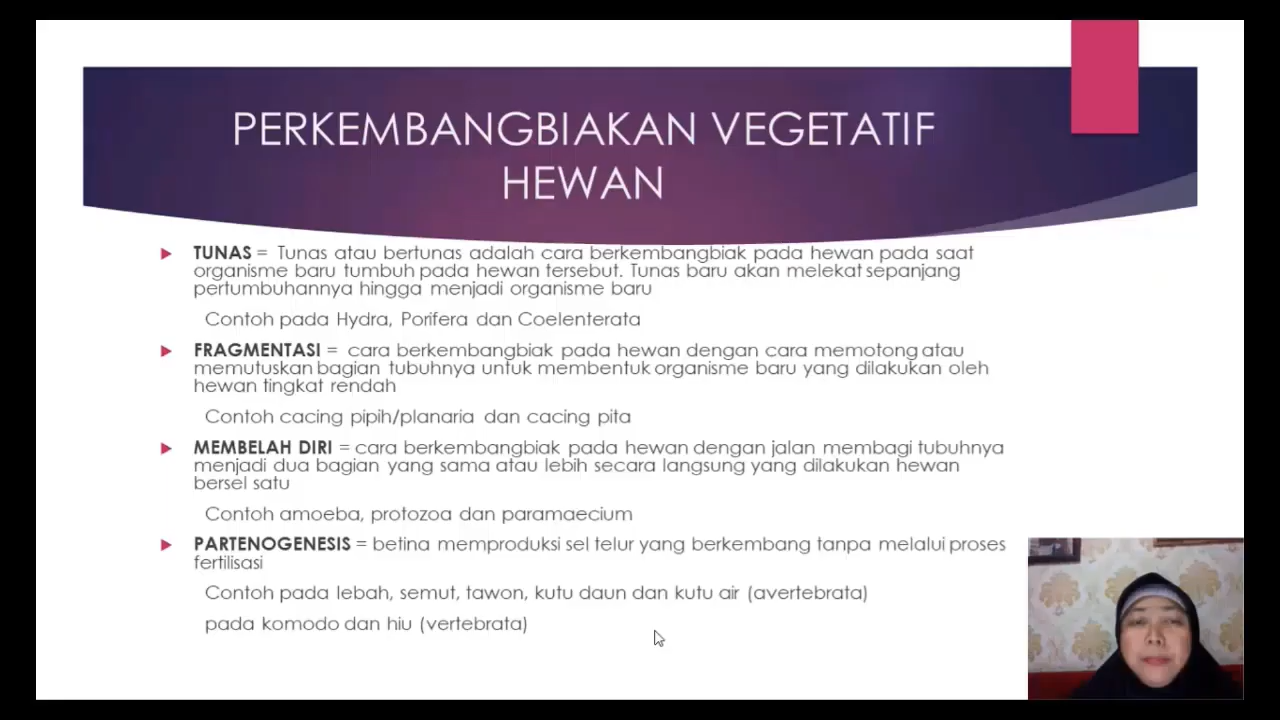 PERKEMBANGBIAKAN VEGETATIF
HEWAN
TUNAS = Tunas atau bertunas adalah cara berkembangbiak pada hewan pada saat
organisme baru tumbuh pada hewan tersebut. Tunas baru akan melekat sepanjang
pertumbuhannya hingga menjadi organisme baru
Contoh pada Hydra, Porifera dan Coelenterata
FRAGMENTASI = cara berkembangbiak pada hewan dengan cara memotong atau
memutuskan bagian tubuhnya untuk membentuk organisme baru yang dilakukan oleh
hewan tingkat rendah
Contoh cacing pipih/planaria dan cacing pita
MEMBELAH DIRI = cara berkembangbiak pada hewan dengan jalan membagi tubuhnya
menjadi dua bagian yang sama atau lebih secara langsung yang dilakukan hewan
bersel satu
Contoh amoeba, protozoa dan paramaecium
PARTENOGENESIS = betina memproduksi sel telur yang berkembang tanpa melalui proses
fertilisasi
Contoh pada lebah, semut, tawon, kutu daun dan kutu air (avertebrata)
pada komodo dan hiu (vertebrata)